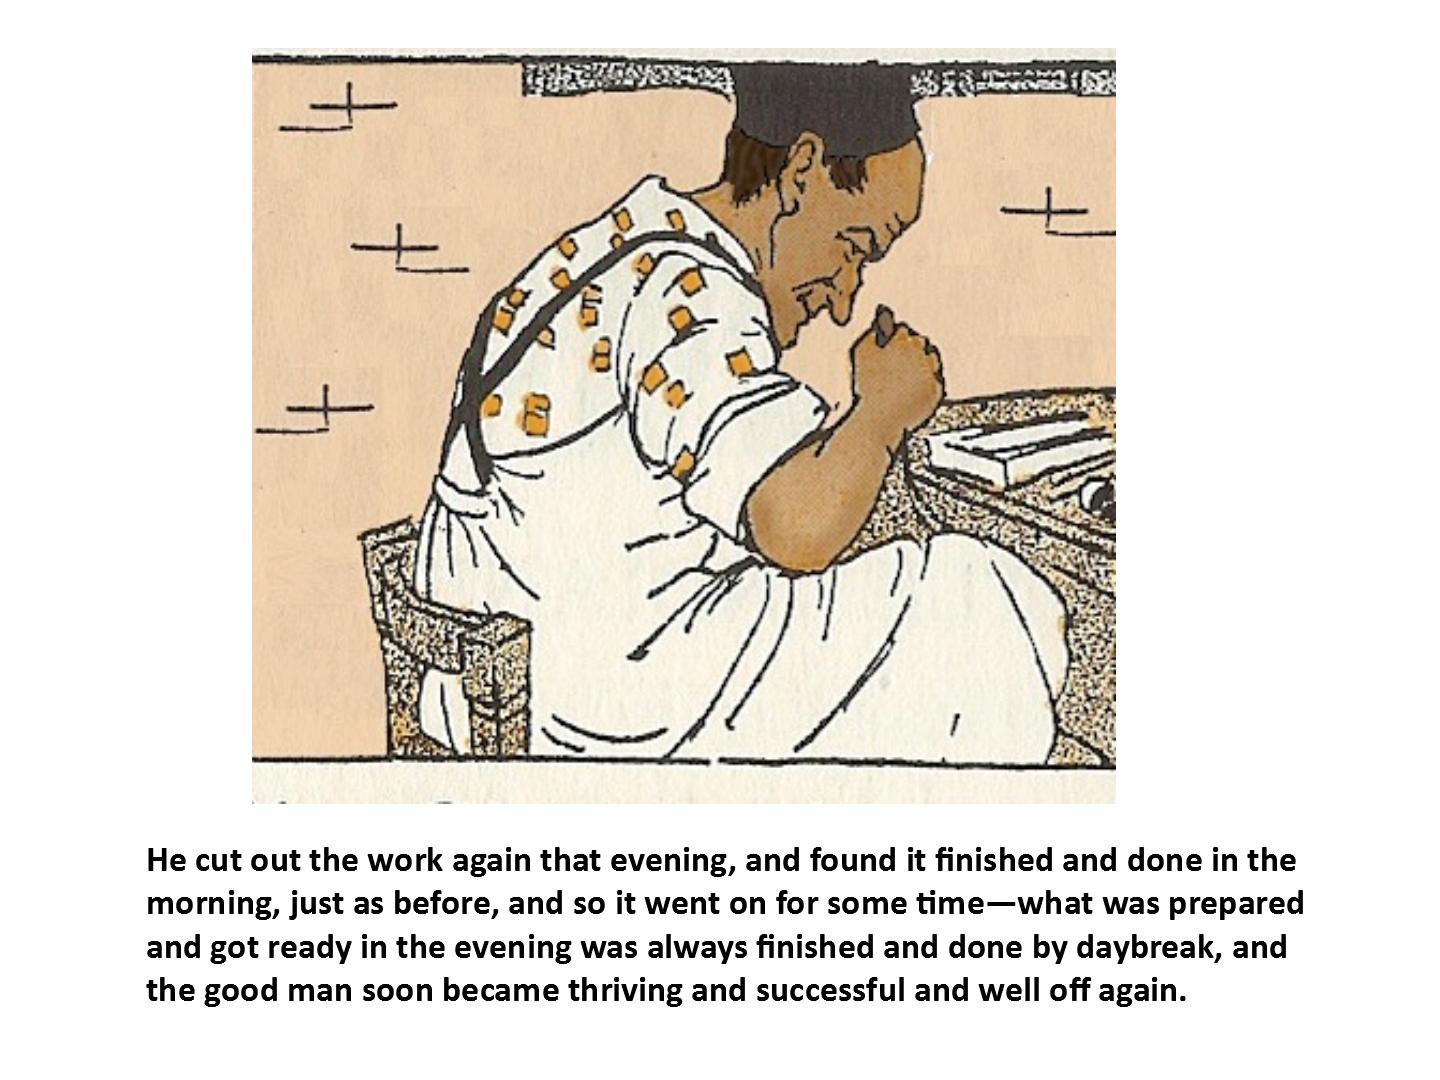 He cut out the work again that evening, and found it finished and done in the
morning, just as before, and so it went on for some time—what was prepared
and got ready in the evening was always finished and done by daybreak, and
the good man soon became thriving and successful and well off again.